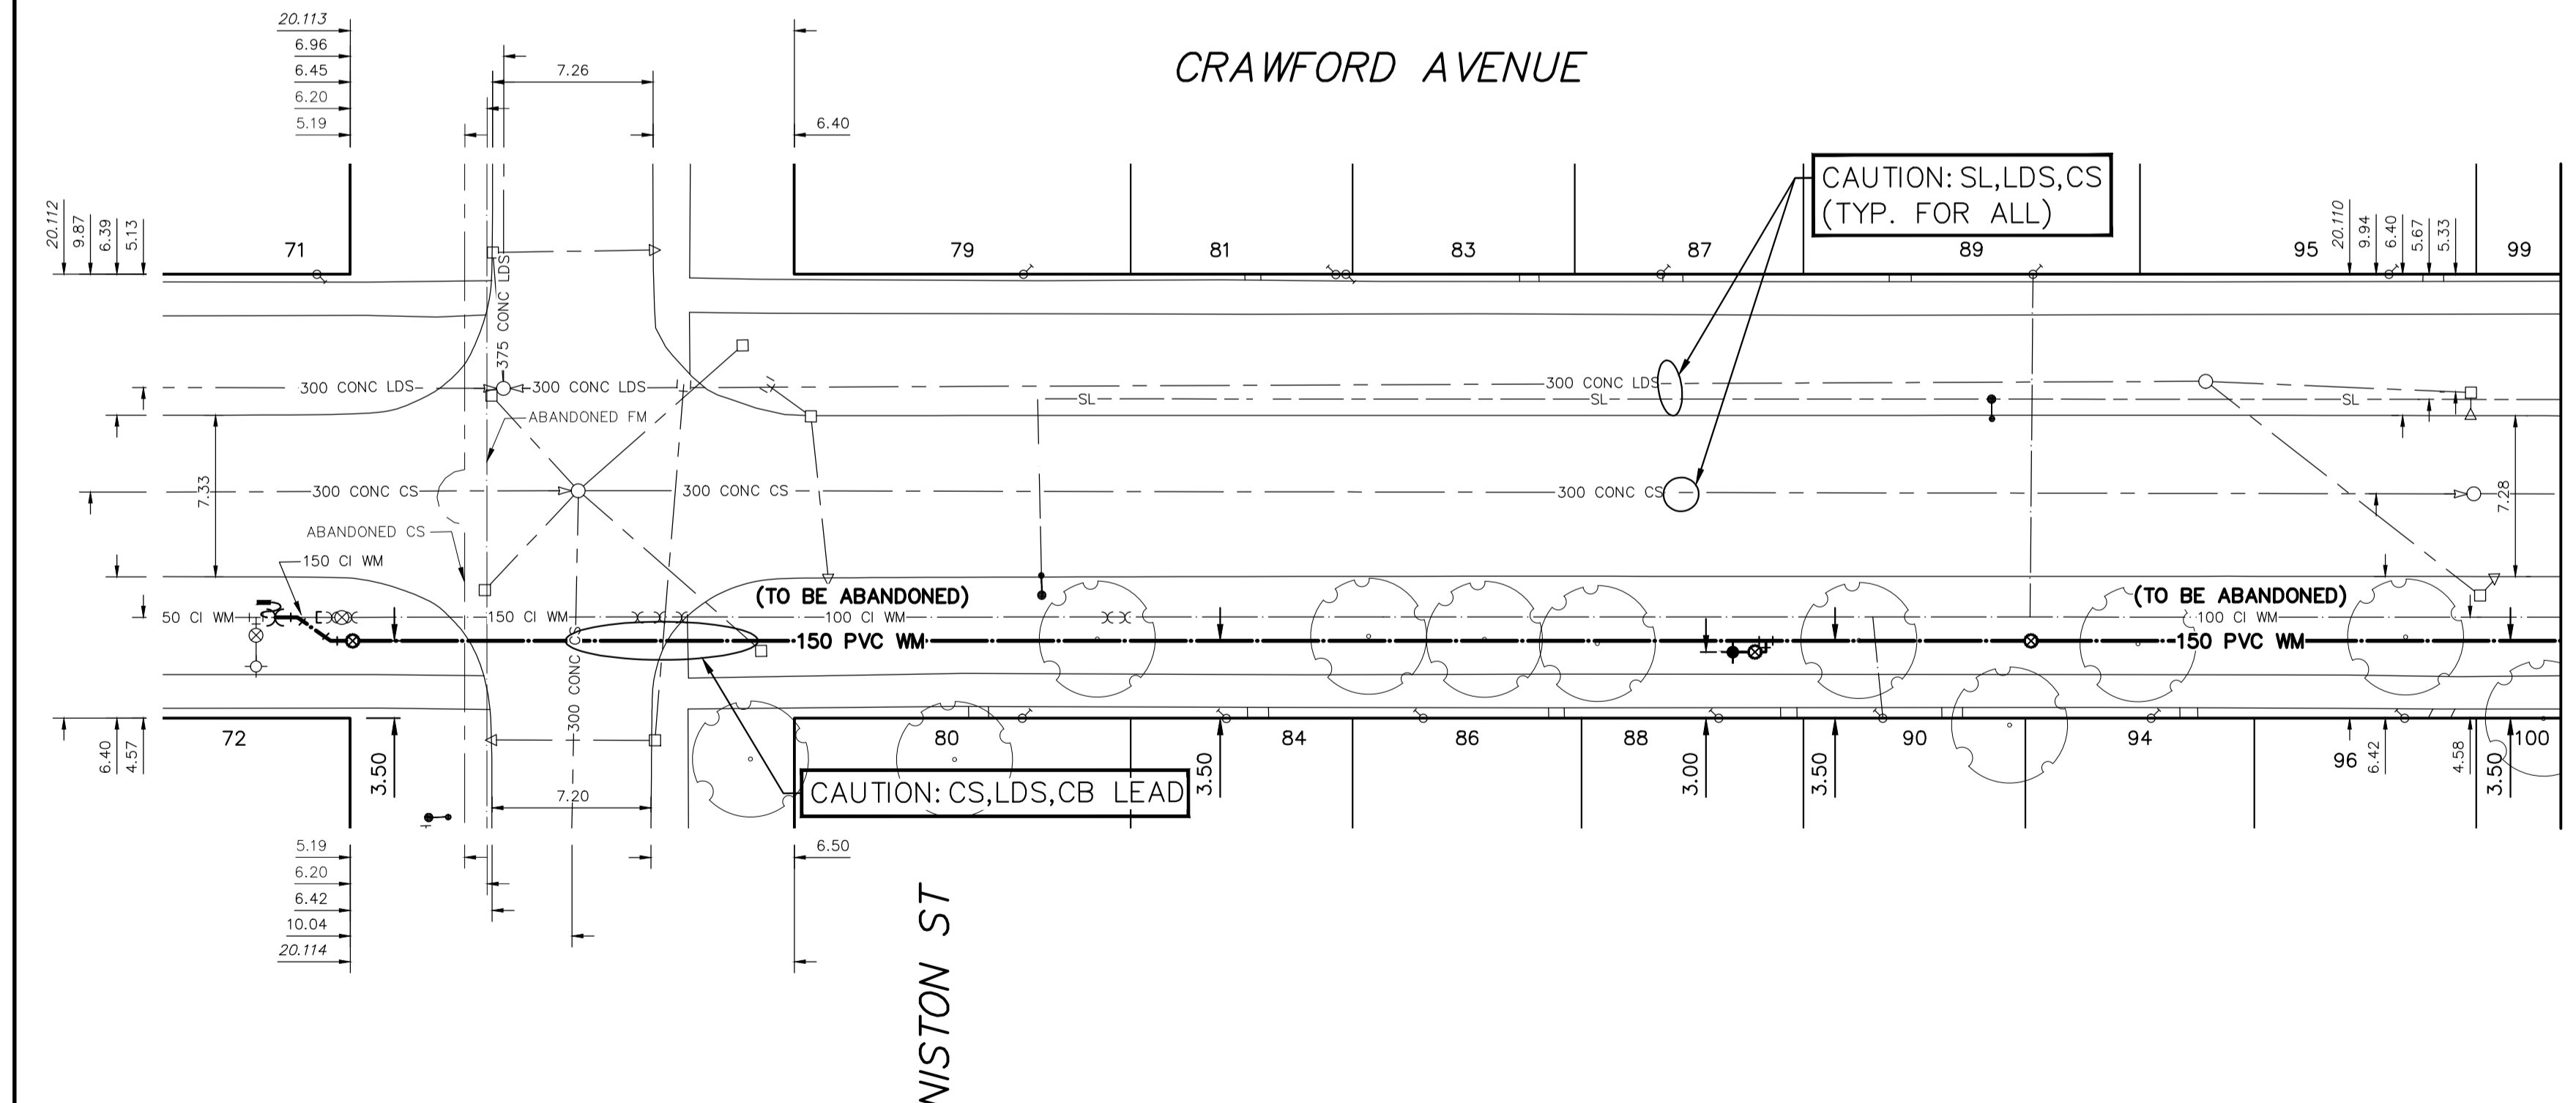 20.113
6.96
6.45
6.20
5.19
7.26
6.40
CRAWFORD AVENUE
CAUTION: SL,LDS,CS
(TYP. FOR ALL)
20.112
9.87
6.39
5.13
71
79
81
83
87
89
95
20.110
9.94
6.40
5.67
5.33
99
375 CONC LDS
300 CONC LDS
300 CONC LDS
300 CONC LDS
SL
SL
SL
ABANDONED FM
7.33
300 CONC CS
300 CONC CS
300 CONC CS
7.28
ABANDONED CS
150 CI WM
(TO BE ABANDONED)
(TO BE ABANDONED)
50 CI WM
E
150 CI WM
100 CI WM
100 CI WM
150 PVC WM
150 PVC WM
300 CONC CS
72
80
84
86
88
90
94
96
100
6.40
4.57
3.50
3.50
3.00
3.50
6.42
4.58
3.50
7.20
CAUTION: CS,LDS,CB LEAD
5.19
6.20
6.42
10.04
20.114
6.50
NISTON ST